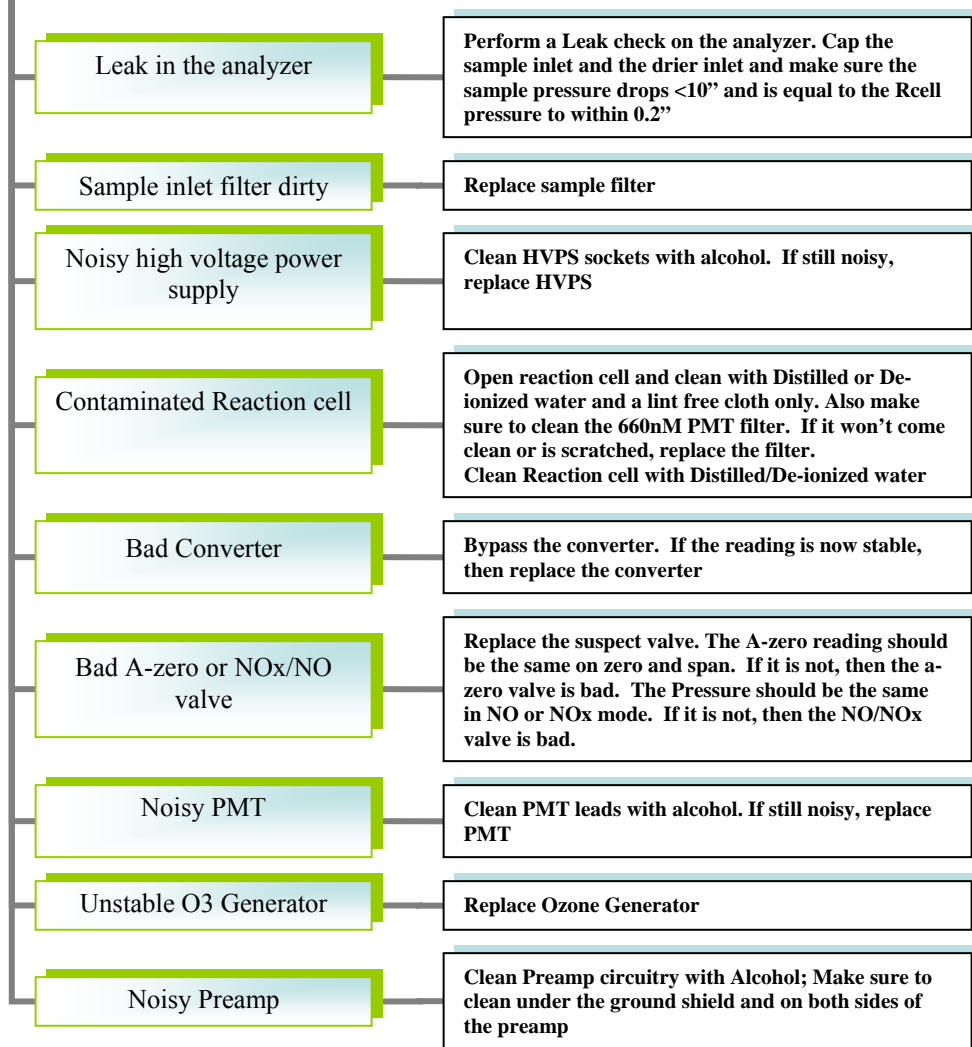 Leak in the analyzer
Perform a Leak check on the analyzer. Cap the
sample inlet and the drier inlet and make sure the
sample pressure drops <10” and is equal to the Rcell
pressure to within 0.2”
Sample inlet filter dirty
Replace sample filter
Noisy high voltage power
supply
Clean HVPS sockets with alcohol.  If still noisy,
replace HVPS
Contaminated Reaction cell
Open reaction cell and clean with Distilled or De-
ionized water and a lint free cloth only. Also make
sure to clean the 660nM PMT filter.  If it won’t come
clean or is scratched, replace the filter.
Clean Reaction cell with Distilled/De-ionized water
Bad Converter
Bypass the converter.  If the reading is now stable,
then replace the converter
Bad A-zero or NOx/NO
valve
Replace the suspect valve. The A-zero reading should
be the same on zero and span.  If it is not, then the a-
zero valve is bad.  The Pressure should be the same
in NO or NOx mode.  If it is not, then the NO/NOx
valve is bad.
Noisy PMT
Clean PMT leads with alcohol. If still noisy, replace
PMT
Unstable O3 Generator
Replace Ozone Generator
Noisy Preamp
Clean Preamp circuitry with Alcohol; Make sure to
clean under the ground shield and on both sides of
the preamp